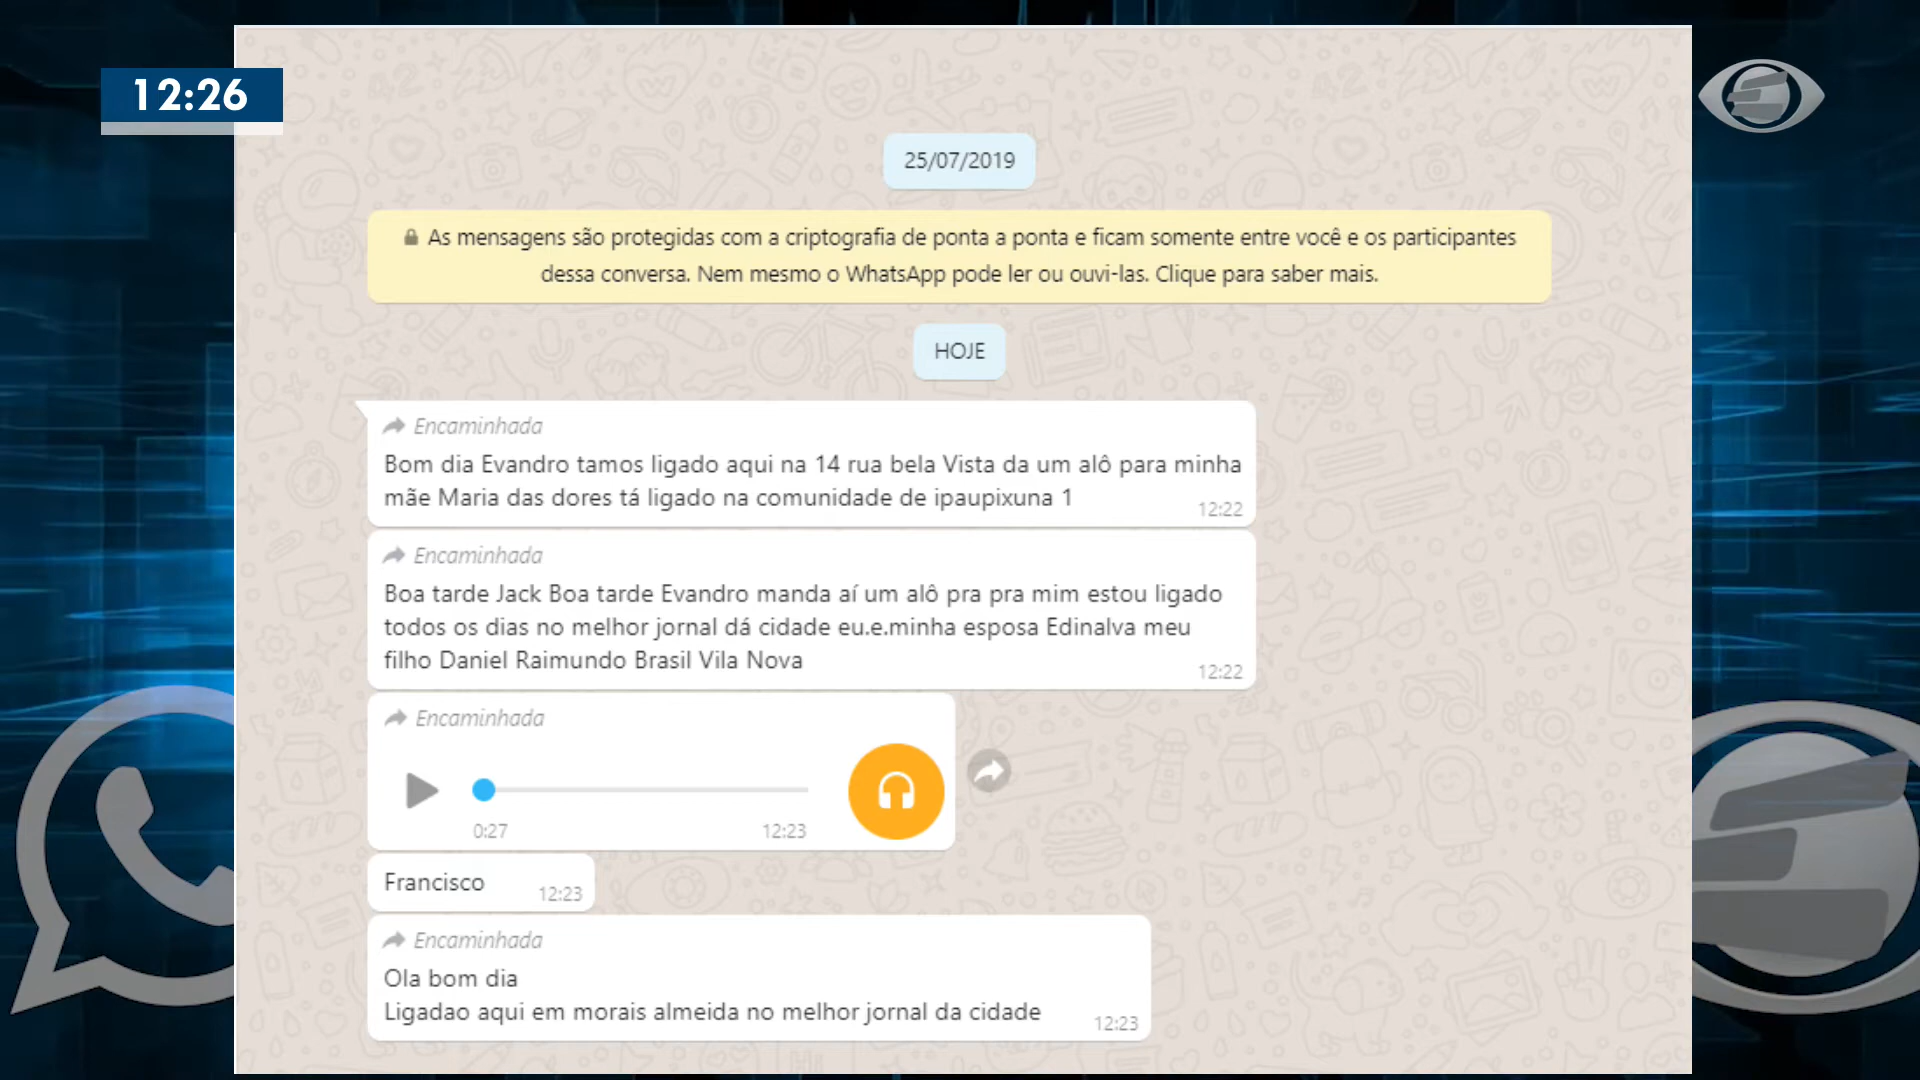 12:26
25/07/2019
As mensagens são protegidas com a criptografia de ponta a ponta e ficam somente entre você e os participantes
dessa conversa. Nem mesmo o WhatsApp pode ler ou ouvi-las. Clique para saber mais.
HOJE
Encaminhada
Bom dia Evandro tamos ligado aqui na 14 rua bela Vista da um alô para minha
mãe Maria das dores tá ligado na comunidade de ipaupixuna 1
12:22
Encaminhada
Boa tarde Jack Boa tarde Evandro manda aí um alô pra pra mim estou ligado
todos os dias no melhor jornal dá cidade eu.e.minha esposa Edinalva meu
filho Daniel Raimundo Brasil Vila Nova
12:22
Encaminhada
0:27 12:23
Francisco 12:23
Encaminhada
Ola bom dia
Ligadao aqui em morais almeida no melhor jornal da cidade
12:23